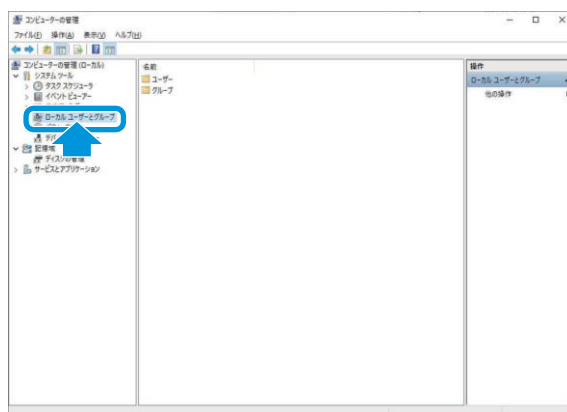 コンピューターの管理
ファイル(F) 操作(A) 表示(V) ヘルプ(H)
コンピューターの管理 (ローカル)
システム ツール
タスク スケジューラ
イベント ビューアー
ローカル ユーザーとグループ
記憶域
ディスクの管理
サービスとアプリケーション
名前
ユーザー
グループ
操作
ローカル ユーザーとグループ
他の操作